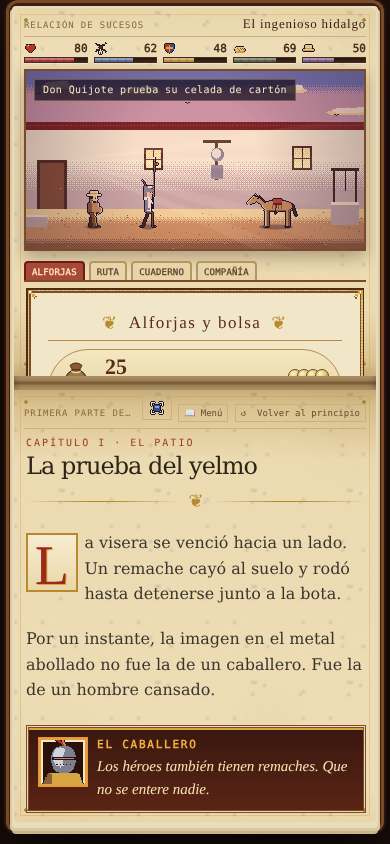 RELACIÓN DE SUCESOS El ingenioso hidalgo
80 62 48 69 50
Don Quijote prueba su celada de cartón
ALFORJAS RUTA CUADERNO COMPAÑÍA
Alforjas y bolsa
25
PRIMERA PARTE DE… Menú ↺ Volver al principio
CAPÍTULO I · EL PATIO
La prueba del yelmo
La visera se venció hacia un lado.
Un remache cayó al suelo y rodó
hasta detenerse junto a la bota.
Por un instante, la imagen en el metal
abollado no fue la de un caballero. Fue la
de un hombre cansado.
EL CABALLERO
Los héroes también tienen remaches. Que
no se entere nadie.